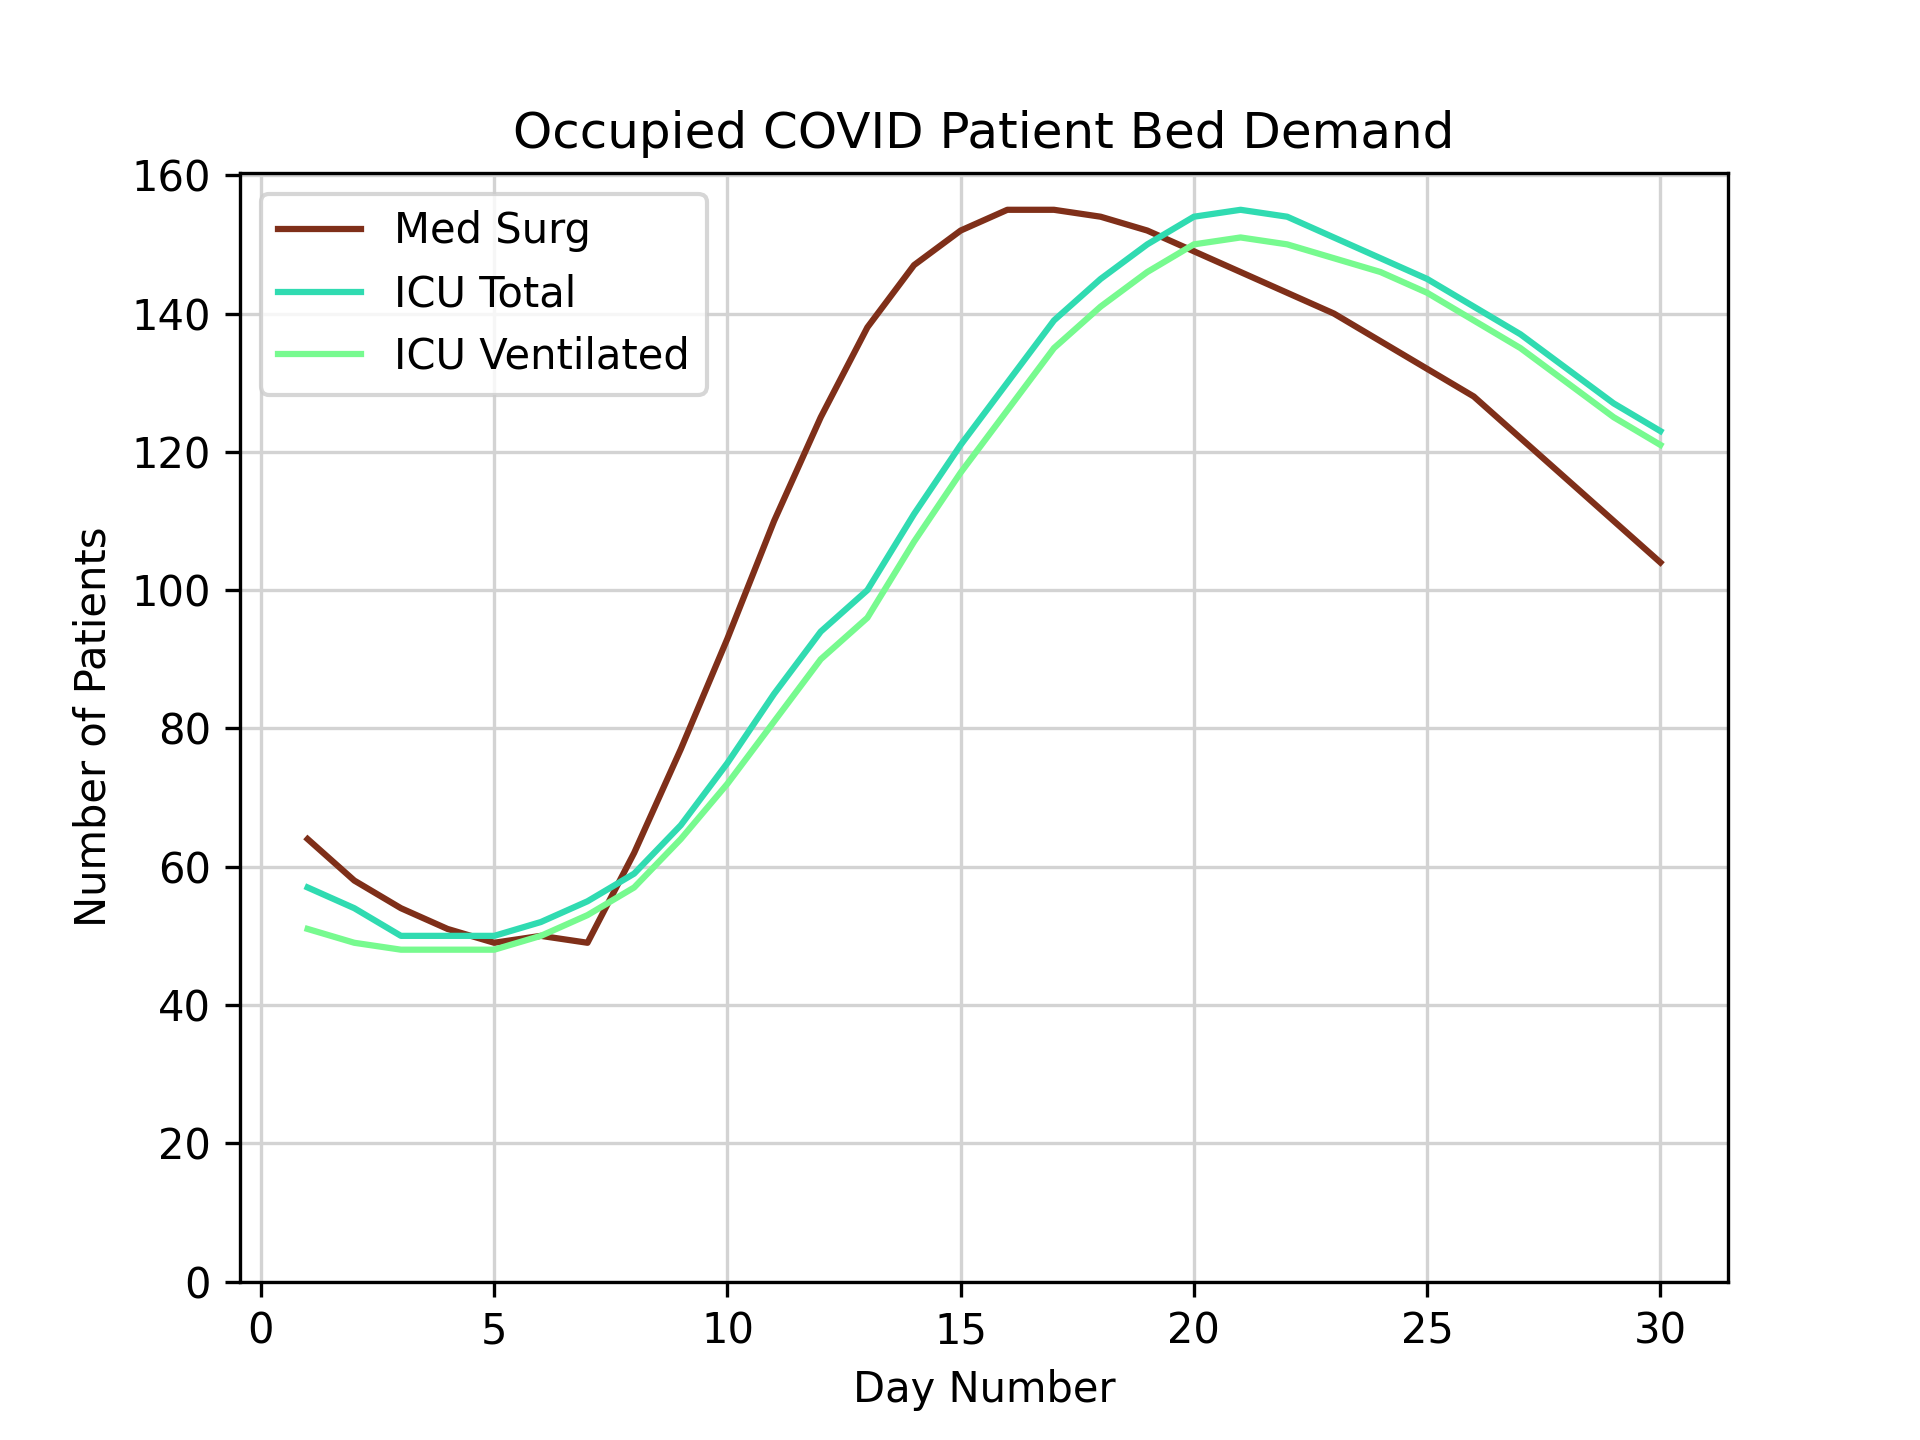 Occupied COVID Patient Bed Demand
160
140
120
100
80
60
40
20
0
Number of Patients
Med Surg
ICU Total
ICU Ventilated
0 5 10 15 20 25 30
Day Number